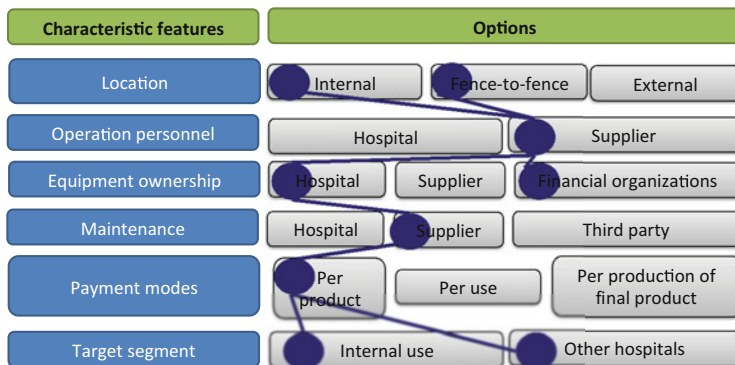 Characteristic features
Options
Location
Internal
Fence-to-fence
External
Operation personnel
Hospital
Supplier
Equipment ownership
Hospital
Supplier
Financial organizations
Maintenance
Hospital
Supplier
Third party
Payment modes
Per
product
Per use
Per production of
final product
Target segment
Internal use
Other hospitals